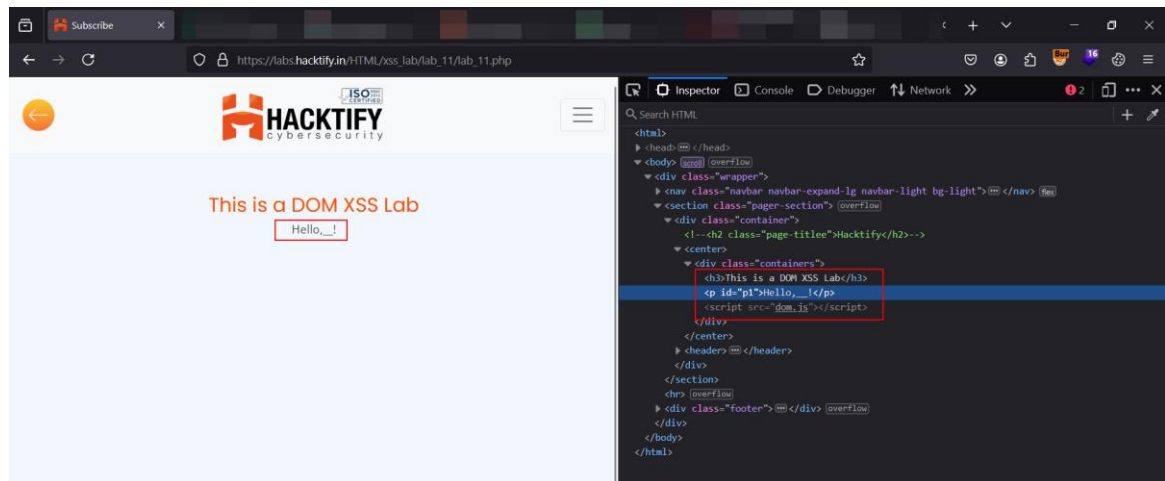 Subscribe
https://labs.hacktify.in/HTML/xss_lab/lab_11/lab_11.php
Bur
16
ISO
CERTIFIED
HACKTIFY
cybersecurity
This is a DOM XSS Lab
Hello,__!
Inspector Console Debugger Network 2
Search HTML
<html>
<head> </head>
<body> scroll overflow
<div class="wrapper">
<nav class="navbar navbar-expand-lg navbar-light bg-light"> </nav> flex
<section class="pager-section"> overflow
<div class="container">
<!--<h2 class="page-titlee">Hacktify</h2>-->
<center>
<div class="containers">
<h3>This is a DOM XSS Lab</h3>
<p id="p1">Hello,__!</p>
<script src="dom.js"></script>
</div>
</center>
<header> </header>
</div>
</section>
<hr> overflow
<div class="footer"> </div> overflow
</div>
</body>
</html>